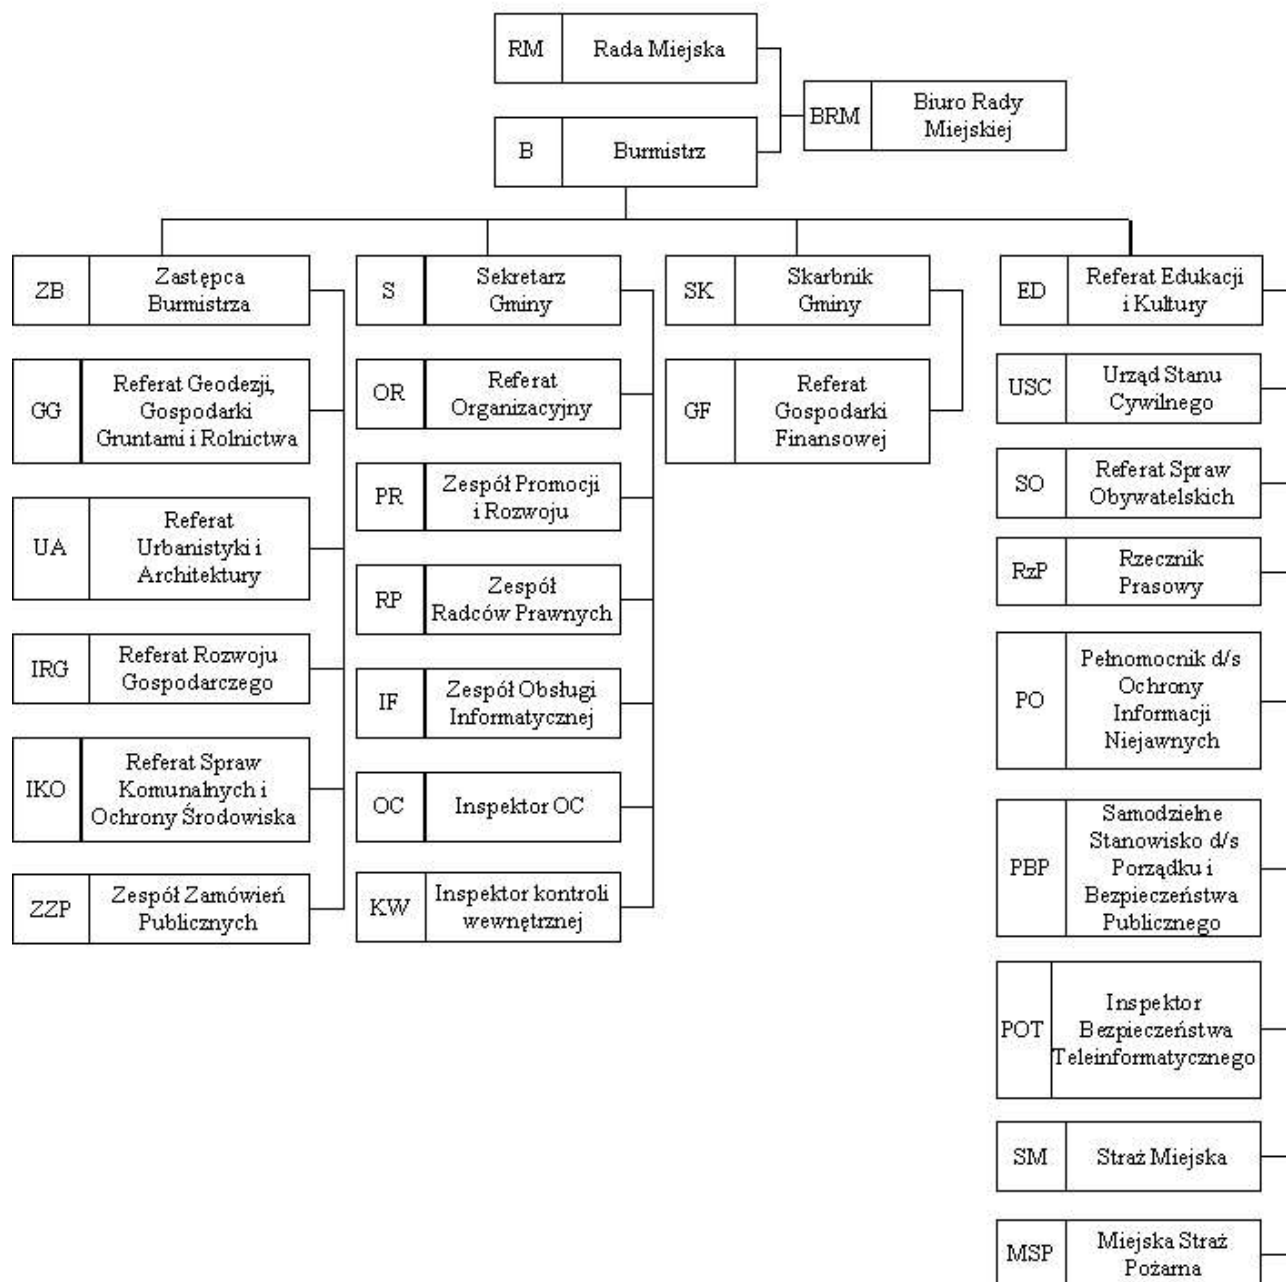 RM
Rada Miejska
BRM
Biuro Rady
Miejskiej
B
Burmistrz
ZB
Zastępca
Burmistrza
GG
Referat Geodezji,
Gospodarki
Gruntami i Rolnictwa
UA
Referat
Urbanistyki i
Architektury
IRG
Referat Rozwoju
Gospodarczego
IKO
Referat Spraw
Komunalnych i
Ochrony Środowiska
ZZP
Zespół Zamówień
Publicznych
S
Sekretarz
Gminy
OR
Referat
Organizacyjny
PR
Zespół Promocji
i Rozwoju
RP
Zespół
Radców Prawnych
IF
Zespół Obsługi
Informatycznej
OC
Inspektor OC
KW
Inspektor kontroli
wewnętrznej
SK
Skarbnik
Gminy
GF
Referat
Gospodarki
Finansowej
ED
Referat Edukacji
i Kultury
USC
Urząd Stanu
Cywilnego
SO
Referat Spraw
Obywatelskich
RzP
Rzecznik
Prasowy
PO
Pełnomocnik d/s
Ochrony
Informacji
Niejawnych
PBP
Samodzielne
Stanowisko d/s
Porządku i
Bezpieczeństwa
Publicznego
POT
Inspektor
Bezpieczeństwa
Teleinformatycznego
SM
Straż Miejska
MSP
Miejska Straż
Pożarna